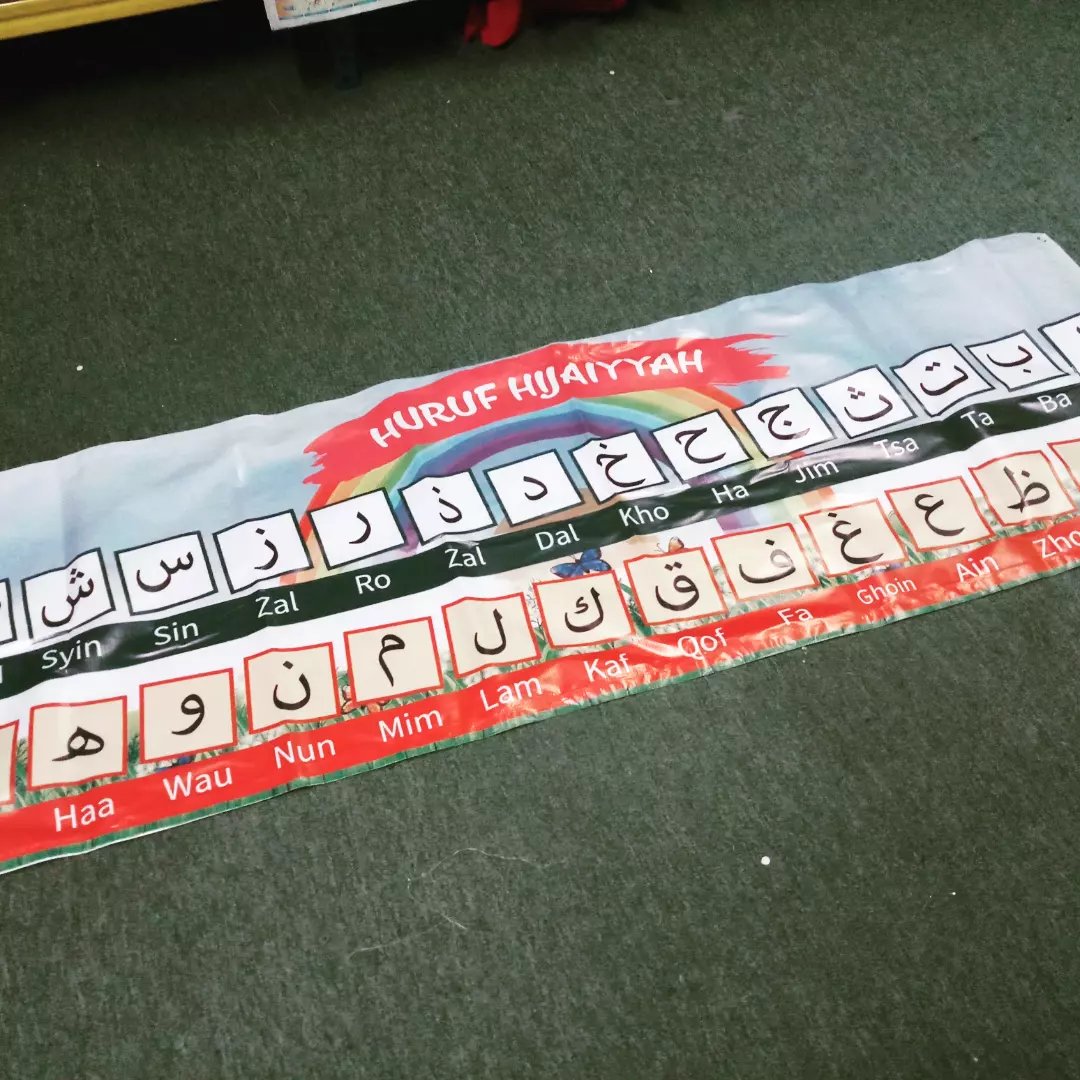 HURUF HIJAIYYAH
ب ت ث ج ح خ د ذ ر ز س ش
Syin Sin Zal Ro Zal Dal Kho Ha Jim Tsa Ta Ba
ظ ع غ ف ق ك ل م ن و ه
Haa Wau Nun Mim Lam Kaf Qof Fa Ghoin Ain Zho